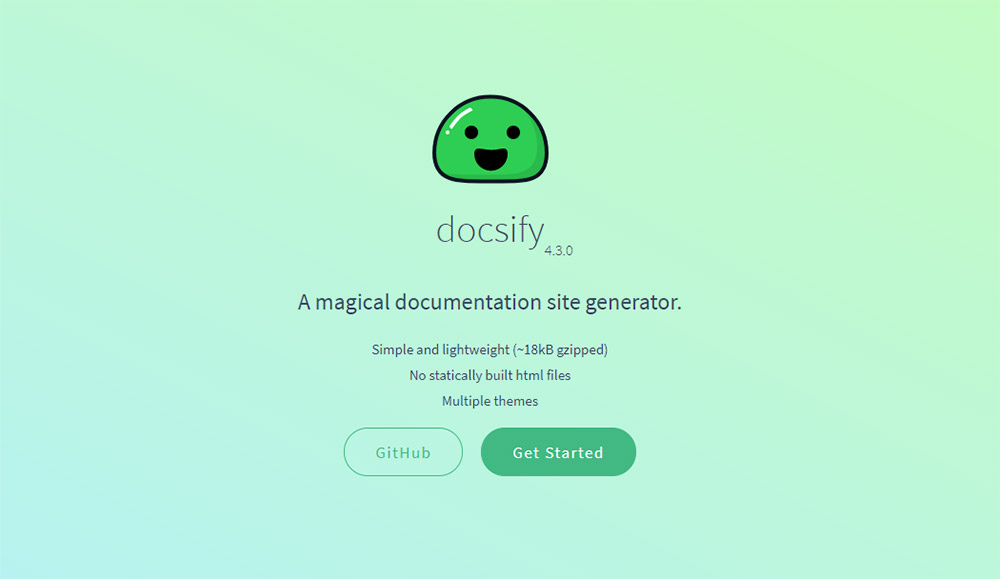 docsify 4.3.0
A magical documentation site generator.
Simple and lightweight (~18kB gzipped)
No statically built html files
Multiple themes
GitHub Get Started